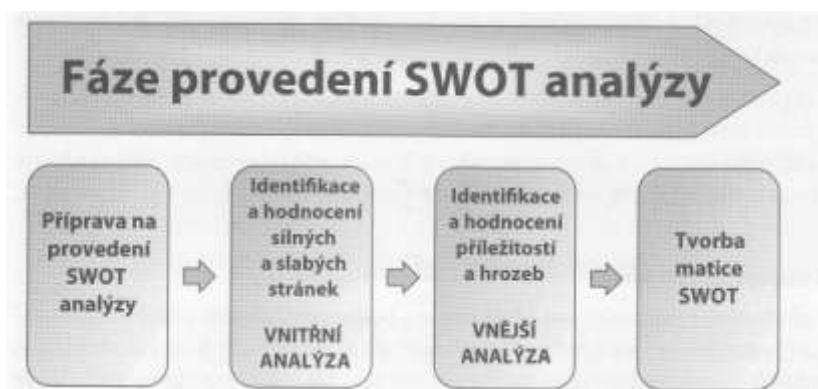 Fáze provedení SWOT analýzy
Příprava na
provedení
SWOT
analýzy
Identifikace
a hodnocení
silných
a slabých
stránek
VNITŘNÍ
ANALÝZA
Identifikace
a hodnocení
příležitostí
a hrozeb
VNĚJŠÍ
ANALÝZA
Tvorba
matice
SWOT